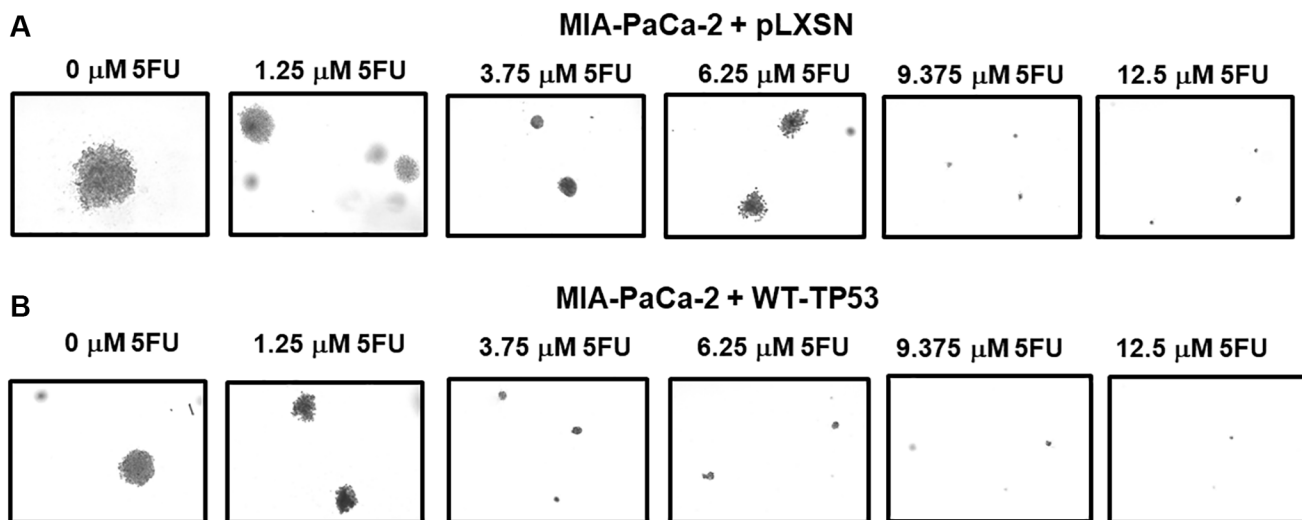 A
MIA-PaCa-2 + pLXSN
0 μM 5FU 1.25 μM 5FU 3.75 μM 5FU 6.25 μM 5FU 9.375 μM 5FU 12.5 μM 5FU
B
MIA-PaCa-2 + WT-TP53
0 μM 5FU 1.25 μM 5FU 3.75 μM 5FU 6.25 μM 5FU 9.375 μM 5FU 12.5 μM 5FU